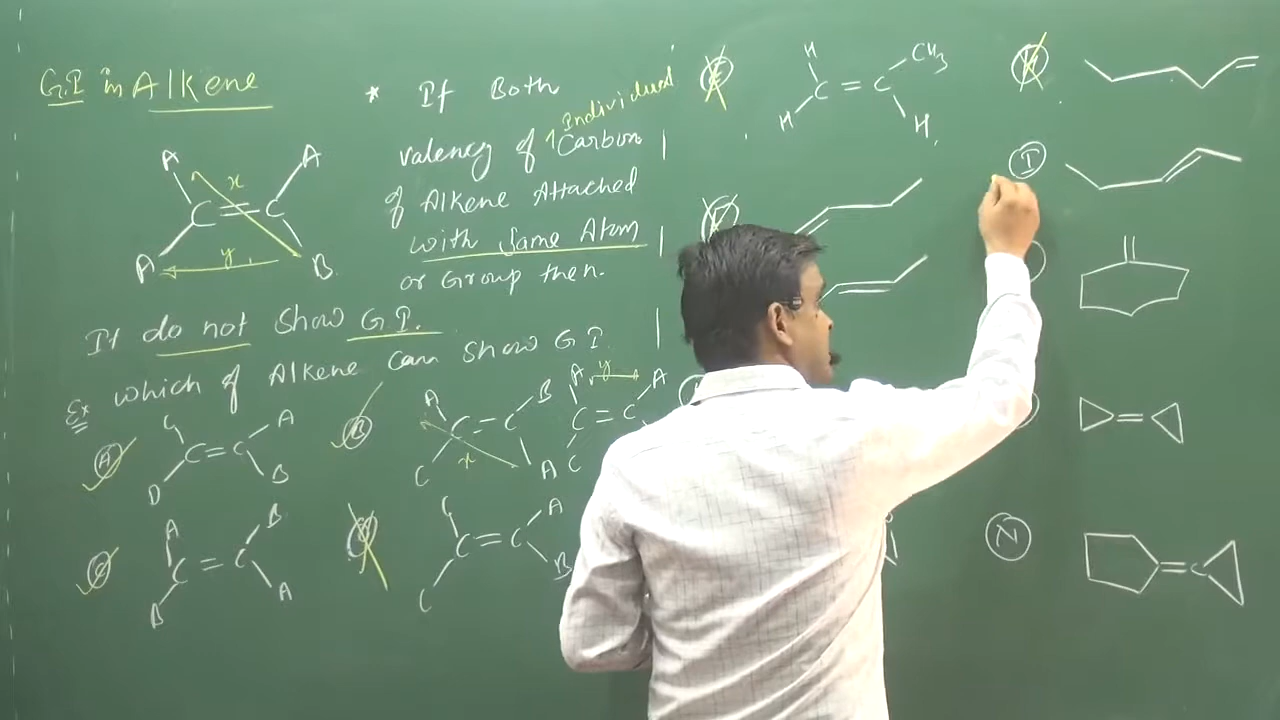 G.I in Alkene
A A
x
C = C
y
A B
* If Both
valency of Individual Carbon
of Alkene Attached
with Same Atom
or Group then.
It do not Show G.I.
Ex which of Alkene can show G.I.
(A)
C = C
A
D B
(B)
A B
C = C
x
C A
A y A
C = C
C
(C)
A B
C = C
B A
C = C
A
B
H CH3
C = C
H H
(I)
(N)
C